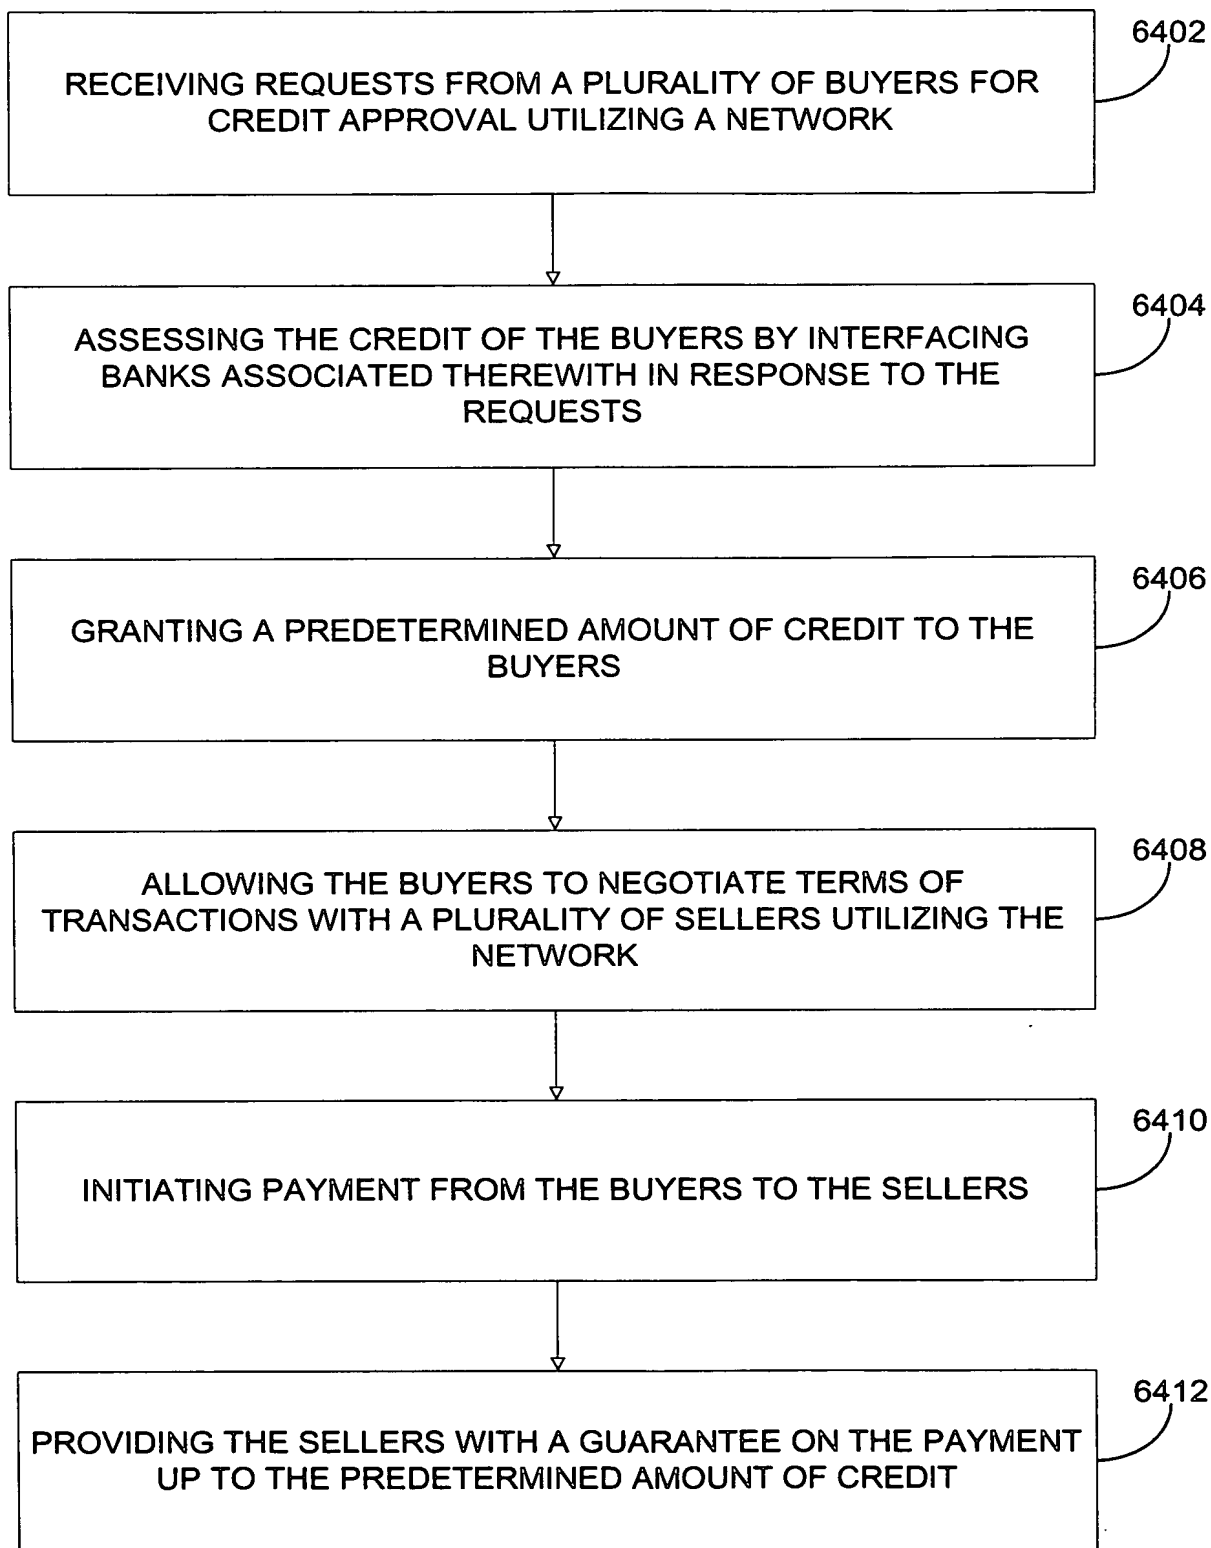 6402
RECEIVING REQUESTS FROM A PLURALITY OF BUYERS FOR
CREDIT APPROVAL UTILIZING A NETWORK
6404
ASSESSING THE CREDIT OF THE BUYERS BY INTERFACING
BANKS ASSOCIATED THEREWITH IN RESPONSE TO THE
REQUESTS
6406
GRANTING A PREDETERMINED AMOUNT OF CREDIT TO THE
BUYERS
6408
ALLOWING THE BUYERS TO NEGOTIATE TERMS OF
TRANSACTIONS WITH A PLURALITY OF SELLERS UTILIZING THE
NETWORK
6410
INITIATING PAYMENT FROM THE BUYERS TO THE SELLERS
6412
PROVIDING THE SELLERS WITH A GUARANTEE ON THE PAYMENT
UP TO THE PREDETERMINED AMOUNT OF CREDIT